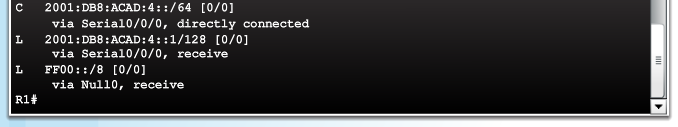 C   2001:DB8:ACAD:4::/64 [0/0]
     via Serial0/0/0, directly connected
L   2001:DB8:ACAD:4::1/128 [0/0]
     via Serial0/0/0, receive
L   FF00::/8 [0/0]
     via Null0, receive
R1#